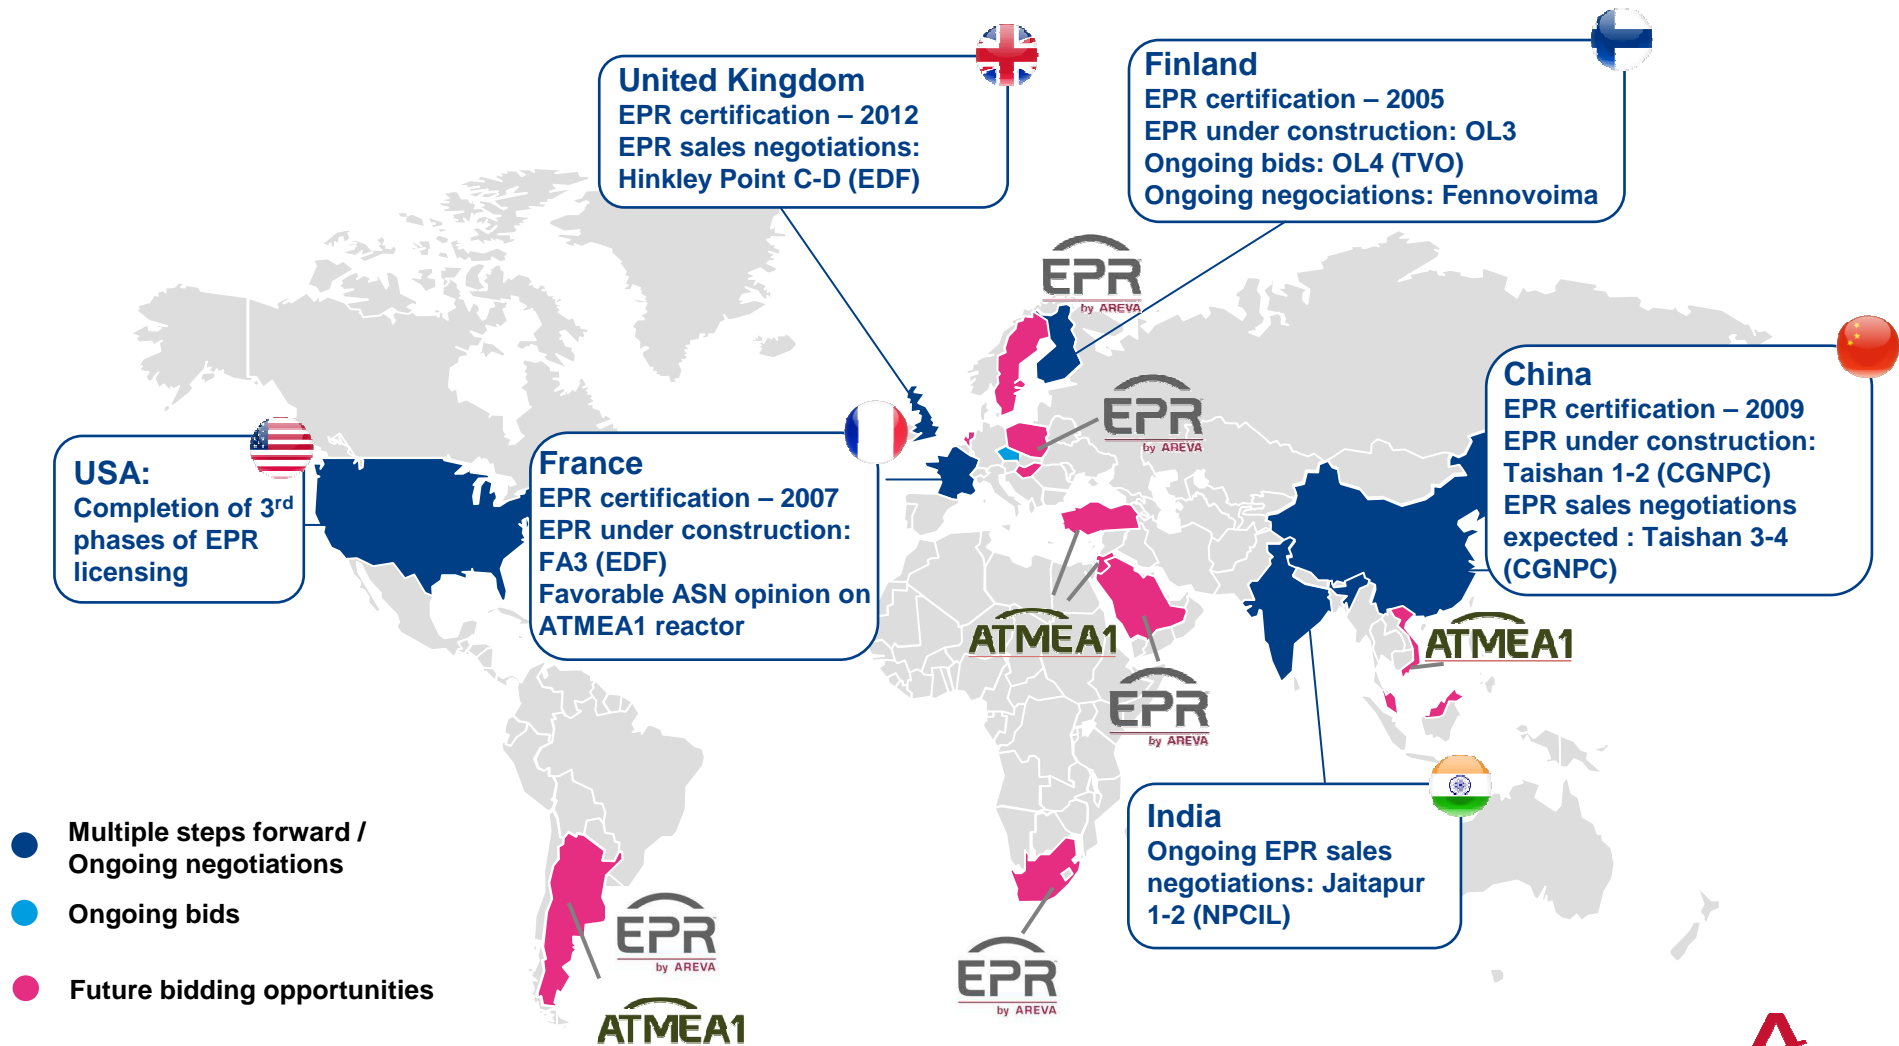 United Kingdom
EPR certification – 2012
EPR sales negotiations:
Hinkley Point C-D (EDF)
Finland
EPR certification – 2005
EPR under construction: OL3
Ongoing bids: OL4 (TVO)
Ongoing negociations: Fennovoima
EPR
by AREVA
China
EPR certification – 2009
EPR under construction:
Taishan 1-2 (CGNPC)
EPR sales negotiations
expected : Taishan 3-4
(CGNPC)
EPR
by AREVA
USA:
Completion of 3rd
phases of EPR
licensing
France
EPR certification – 2007
EPR under construction:
FA3 (EDF)
Favorable ASN opinion on
ATMEA1 reactor
ATMEA1
ATMEA1
EPR
by AREVA
India
Ongoing EPR sales
negotiations: Jaitapur
1-2 (NPCIL)
Multiple steps forward /
Ongoing negotiations
Ongoing bids
Future bidding opportunities
EPR
by AREVA
ATMEA1
EPR
by AREVA